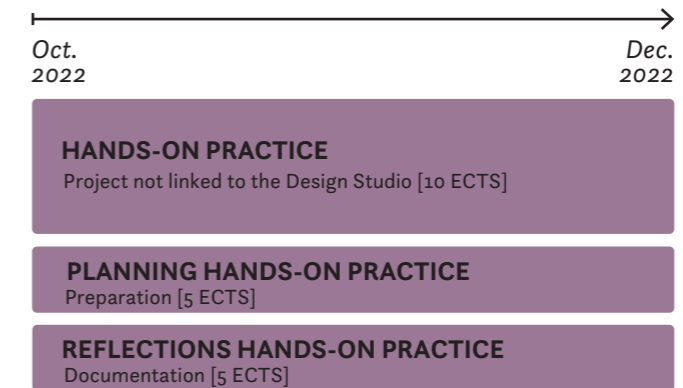 Oct.
2022
Dec.
2022
HANDS-ON PRACTICE
Project not linked to the Design Studio [10 ECTS]
PLANNING HANDS-ON PRACTICE
Preparation [5 ECTS]
REFLECTIONS HANDS-ON PRACTICE
Documentation [5 ECTS]